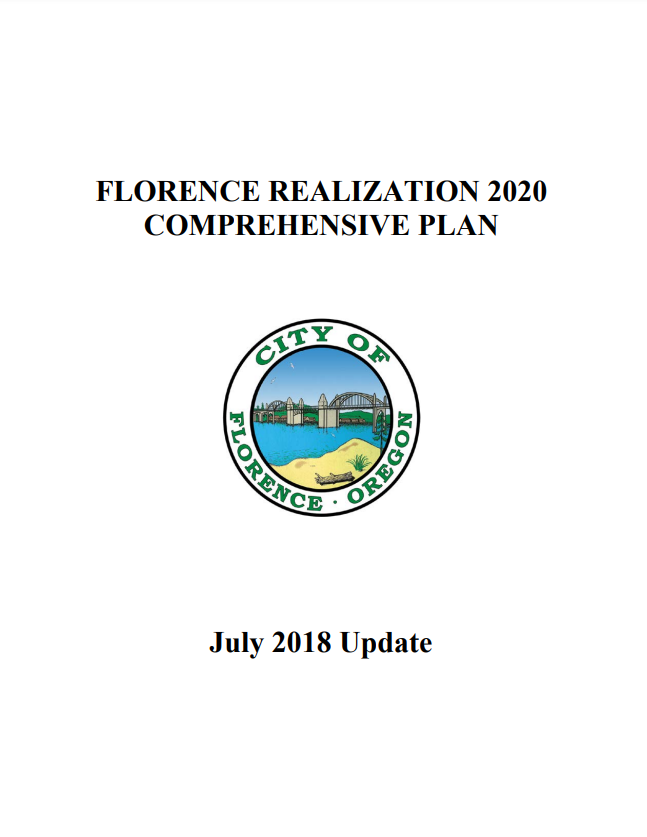 FLORENCE REALIZATION 2020
COMPREHENSIVE PLAN
CITY OF
FLORENCE · OREGON
July 2018 Update